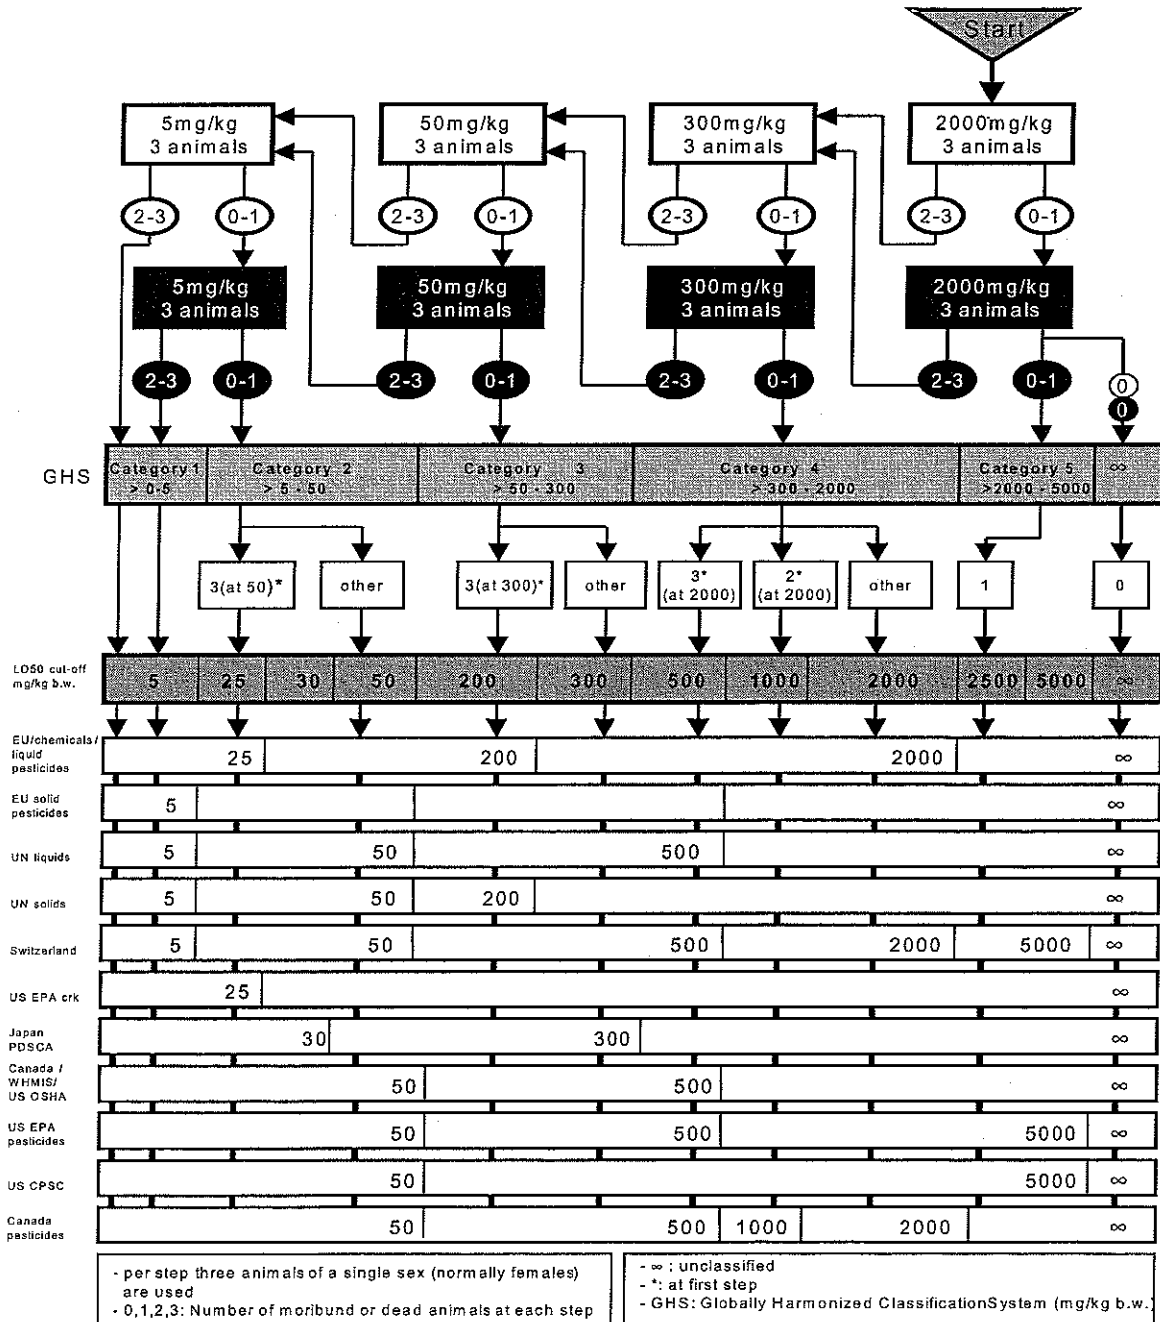 Start
5mg/kg
3 animals
50mg/kg
3 animals
300mg/kg
3 animals
2000mg/kg
3 animals
2-3
0-1
2-3
0-1
2-3
0-1
2-3
0-1
5mg/kg
3 animals
50mg/kg
3 animals
300mg/kg
3 animals
2000mg/kg
3 animals
2-3
0-1
2-3
0-1
2-3
0-1
2-3
0-1
0
0
GHS
Category 1
> 0-5
Category 2
> 5 - 50
Category 3
> 50 - 300
Category 4
> 300 - 2000
Category 5
>2000 - 5000
∞
3(at 50)*
other
3(at 300)*
other
3*
(at 2000)
2*
(at 2000)
other
1
0
LD50 cut-off
mg/kg b.w.
5 25 30 50 200 300 500 1000 2000 2500 5000 ∞
EU/chemicals/
liquid
pesticides
25 200 2000 ∞
EU solid
pesticides
5 ∞
UN liquids
5 50 500 ∞
UN solids
5 50 200 ∞
Switzerland
5 50 500 2000 5000 ∞
US EPA crk
25 ∞
Japan
PDSCA
30 300 ∞
Canada /
WHMIS/
US OSHA
50 500 ∞
US EPA
pesticides
50 500 5000 ∞
US CPSC
50 5000 ∞
Canada
pesticides
50 500 1000 2000 ∞
- per step three animals of a single sex (normally females)
are used
- 0,1,2,3: Number of moribund or dead animals at each step
- ∞ : unclassified
- *: at first step
- GHS: Globally Harmonized ClassificationSystem (mg/kg b.w.)